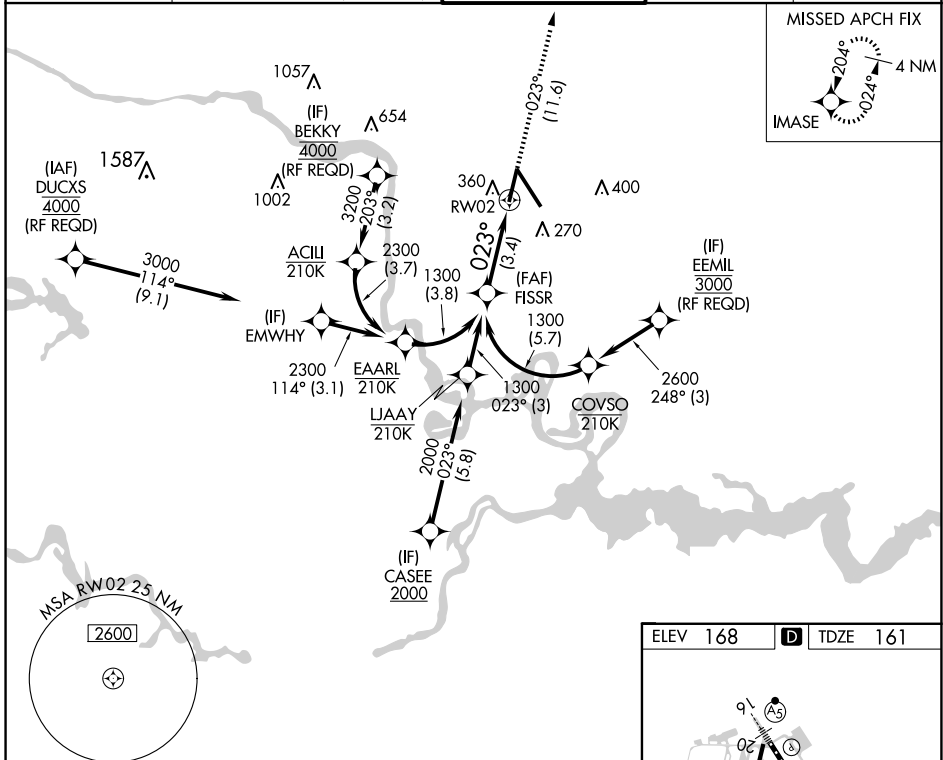 MISSED APCH FIX
204°
4 NM
024°
IMASE
023°
(11.6)
1057
(IF)
BEKKY
4000
(RF REQD)
654
1587
1002
(IAF)
DUCXS
4000
(RF REQD)
3200
203°
(3.2)
360
RW02
400
270
3000
114°
(9.1)
ACILI
210K
2300
(3.7)
023°
(3.4)
1300
(3.8)
(FAF)
FISSR
(IF)
EEMIL
3000
(RF REQD)
(IF)
EMWHY
1300
(5.7)
2300
114° (3.1)
EAARL
210K
1300
023° (3)
2600
248° (3)
LJAAY
210K
COVSO
210K
2000
023°
(5.8)
(IF)
CASEE
2000
MSA RW02 25 NM
2600
ELEV 168
D
TDZE 161
16
A5
20